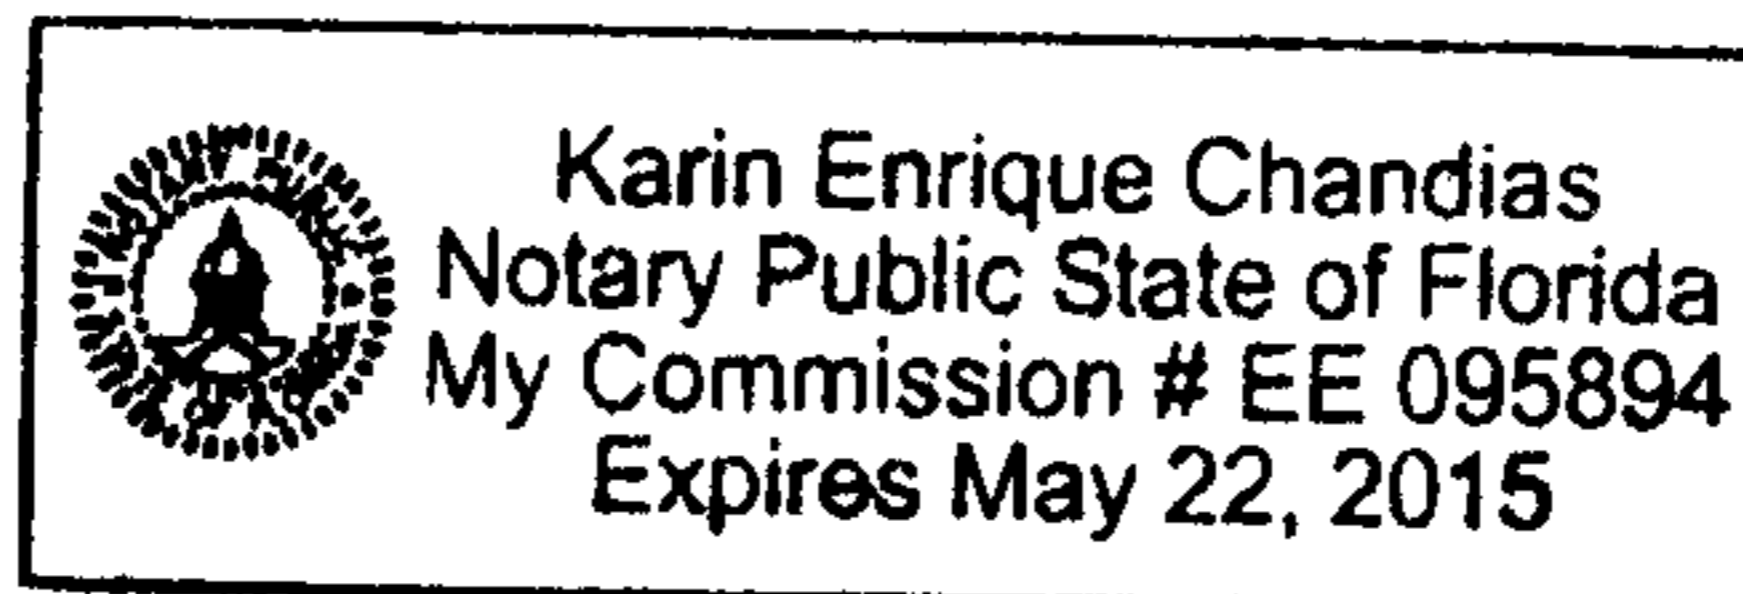 Karin Enrique Chandias
Notary Public State of Florida
My Commission # EE 095894
Expires May 22, 2015